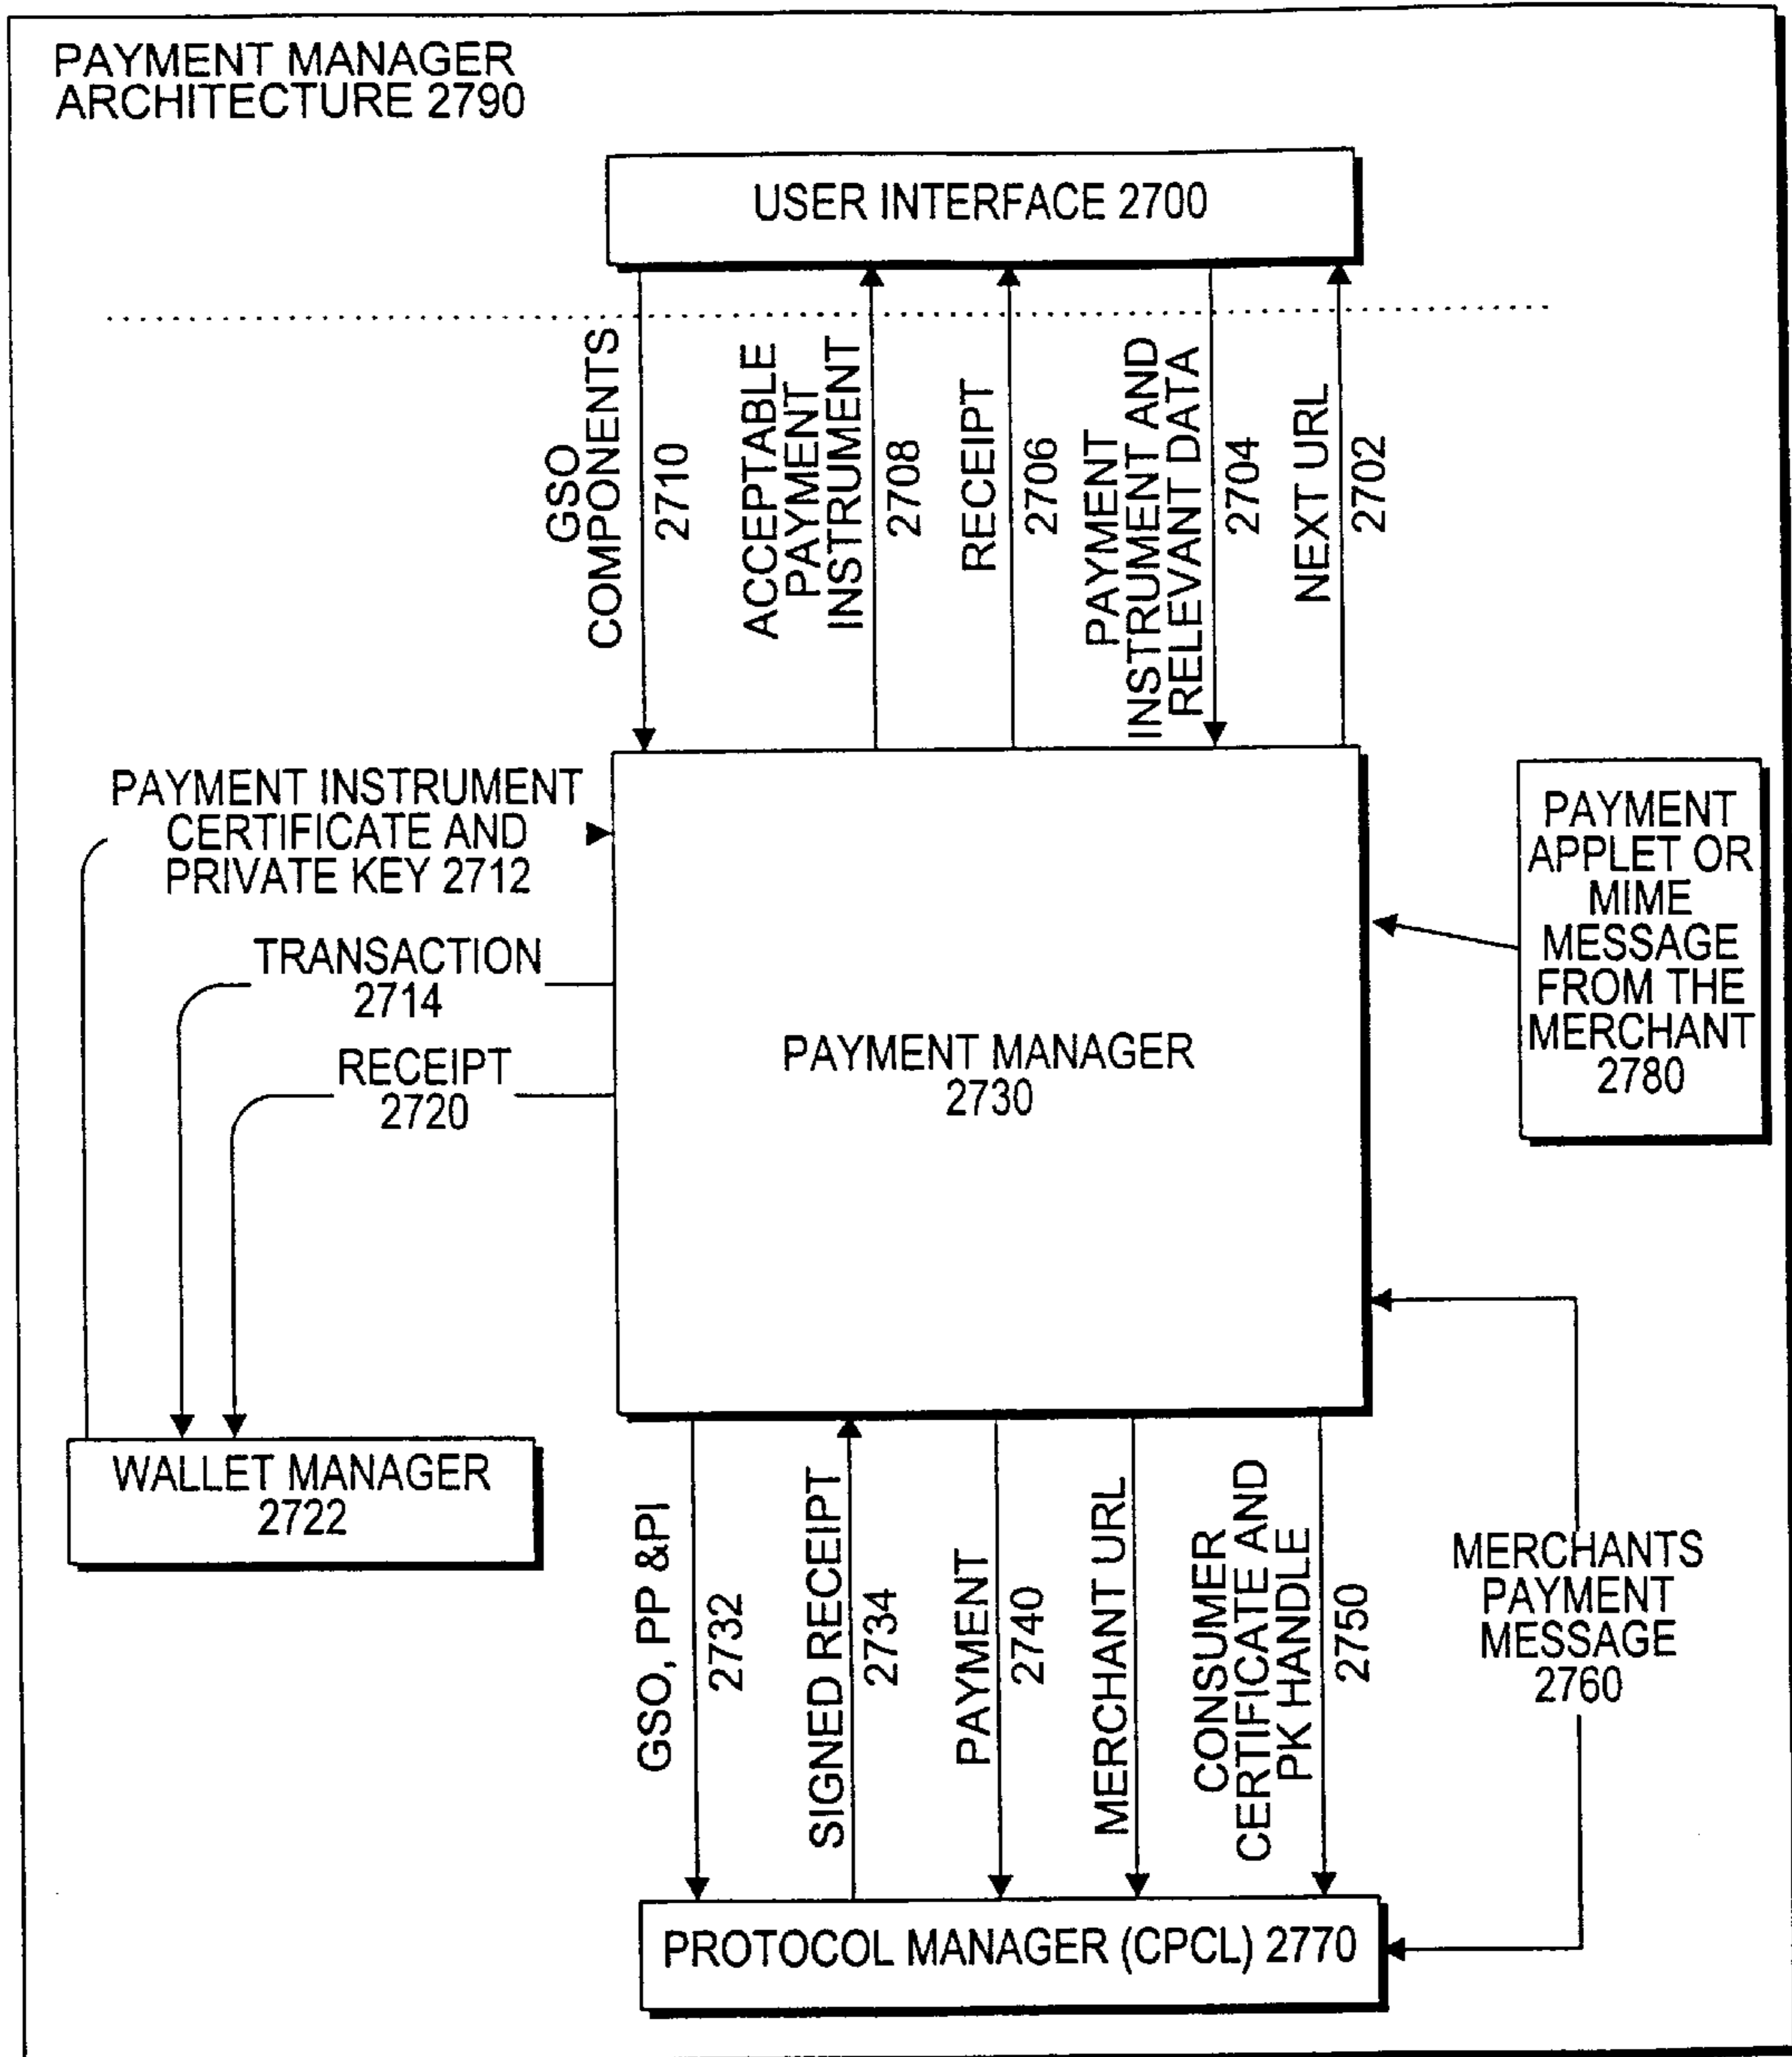 PAYMENT MANAGER
ARCHITECTURE 2790
USER INTERFACE 2700
GSO
COMPONENTS
2710
ACCEPTABLE
PAYMENT
INSTRUMENT
2708
RECEIPT
2706
PAYMENT
INSTRUMENT AND
RELEVANT DATA
2704
NEXT URL
2702
PAYMENT INSTRUMENT
CERTIFICATE AND
PRIVATE KEY 2712
TRANSACTION
2714
RECEIPT
2720
PAYMENT MANAGER
2730
PAYMENT
APPLET OR
MIME
MESSAGE
FROM THE
MERCHANT
2780
WALLET MANAGER
2722
GSO, PP &PI
2732
SIGNED RECEIPT
2734
PAYMENT
2740
MERCHANT URL
CONSUMER
CERTIFICATE AND
PK HANDLE
2750
MERCHANTS
PAYMENT
MESSAGE
2760
PROTOCOL MANAGER (CPCL) 2770